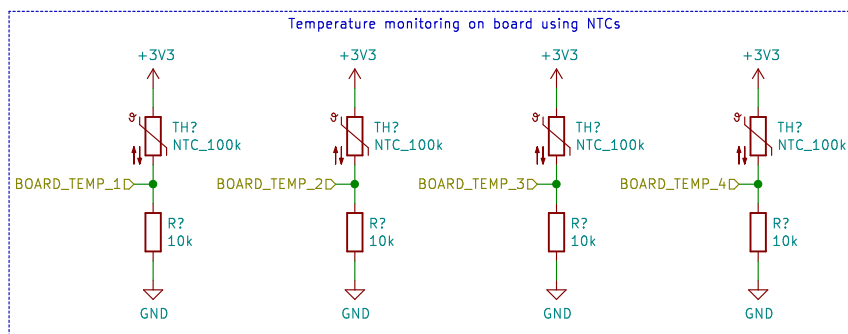 Temperature monitoring on board using NTCs
+3V3
+3V3
+3V3
+3V3
ϑ
TH?
NTC_100k
ϑ
TH?
NTC_100k
ϑ
TH?
NTC_100k
ϑ
TH?
NTC_100k
BOARD_TEMP_1
BOARD_TEMP_2
BOARD_TEMP_3
BOARD_TEMP_4
R?
10k
R?
10k
R?
10k
R?
10k
GND
GND
GND
GND